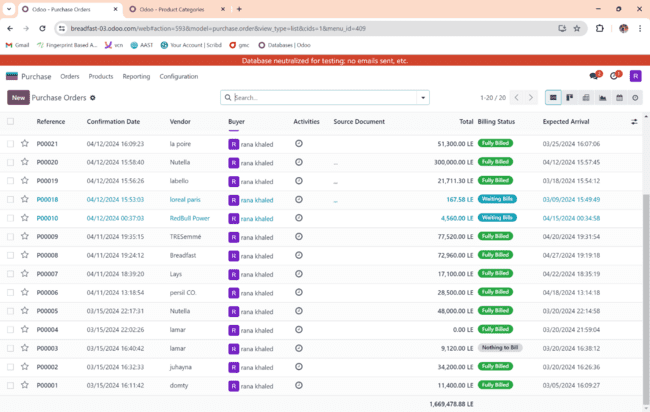 Odoo - Purchase Orders
Odoo - Product Categories
breadfast-03.odoo.com/web#action=593&model=purchase.order&view_type=list&cids=1&menu_id=409
Gmail Fingerprint Based A... vcn AAST Your Account | Scribd gmc Databases | Odoo
Database neutralized for testing: no emails sent, etc.
Purchase Orders Products Reporting Configuration R
New Purchase Orders Search... 1-20 / 20
Reference Confirmation Date Vendor Buyer Activities Source Document Total Billing Status Expected Arrival
P00021 04/12/2024 16:09:23 la poire R rana khaled 51,300.00 LE Fully Billed 03/25/2024 16:07:06
P00020 04/12/2024 15:58:40 Nutella R rana khaled ... 300,000.00 LE Fully Billed 04/12/2024 15:57:45
P00019 04/12/2024 15:56:26 labello R rana khaled ... 21,711.30 LE Fully Billed 03/18/2024 15:54:12
P00018 04/12/2024 15:53:03 loreal paris R rana khaled ... 167.58 LE Waiting Bills 03/09/2024 15:49:49
P00010 04/12/2024 00:37:03 RedBull Power R rana khaled 4,560.00 LE Waiting Bills 04/15/2024 00:34:58
P00009 04/11/2024 19:35:15 TRESemmé R rana khaled 77,520.00 LE Fully Billed 04/20/2024 19:31:54
P00008 04/11/2024 19:24:12 Breadfast R rana khaled 72,960.00 LE Fully Billed 04/27/2024 19:19:18
P00007 04/11/2024 18:39:20 Lays R rana khaled 17,100.00 LE Fully Billed 04/22/2024 18:35:19
P00006 04/11/2024 13:18:54 persil CO. R rana khaled 28,500.00 LE Fully Billed 04/18/2024 13:14:18
P00005 03/15/2024 22:17:31 Nutella R rana khaled 48,000.00 LE Fully Billed 03/20/2024 22:14:58
P00004 03/15/2024 22:02:26 lamar R rana khaled 0.00 LE Fully Billed 03/20/2024 21:59:04
P00003 03/15/2024 16:40:42 lamar R rana khaled 9,120.00 LE Nothing to Bill 03/20/2024 16:38:12
P00002 03/15/2024 16:32:33 juhayna R rana khaled 34,200.00 LE Fully Billed 03/20/2024 16:26:36
P00001 03/15/2024 16:11:42 domty R rana khaled 11,400.00 LE Fully Billed 03/05/2024 16:09:27
1,669,478.88 LE